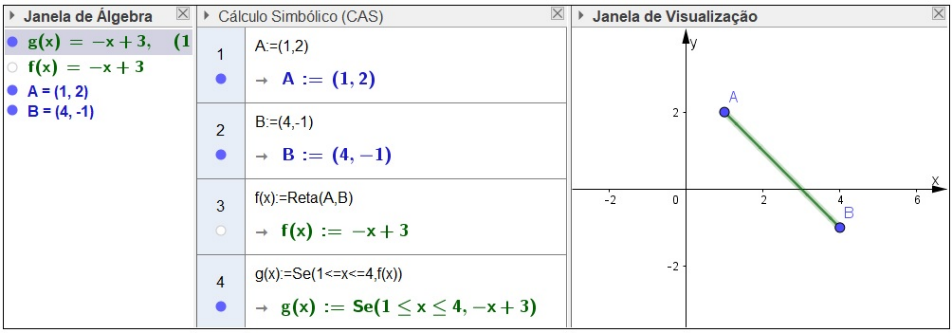 Janela de Álgebra
g(x) = −x + 3, (1
f(x) = −x + 3
A = (1, 2)
B = (4, -1)
Cálculo Simbólico (CAS)
1
A:=(1,2)
→ A := (1, 2)
2
B:=(4,-1)
→ B := (4, −1)
3
f(x):=Reta(A,B)
→ f(x) := −x + 3
4
g(x):=Se(1<=x<=4,f(x))
→ g(x) := Se(1 ≤ x ≤ 4, −x + 3)
Janela de Visualização
y
A
2
x
-2 0 2 4 6
B
-2